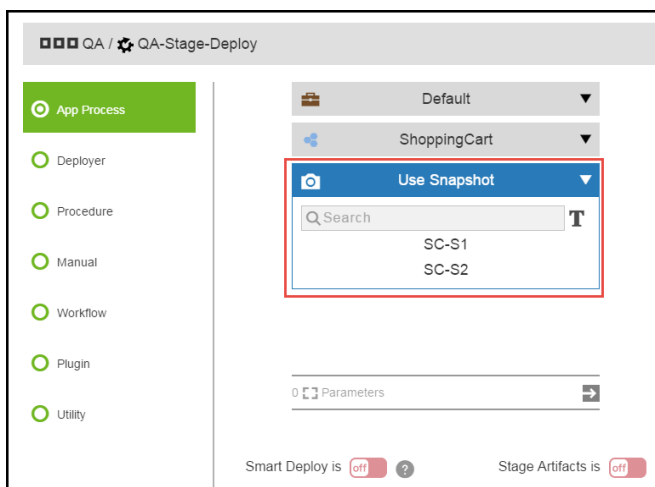 QA / QA-Stage-Deploy
App Process
Deployer
Procedure
Manual
Workflow
Plugin
Utility
Default
ShoppingCart
Use Snapshot
Search
T
SC-S1
SC-S2
0 Parameters
Smart Deploy is off ?
Stage Artifacts is off